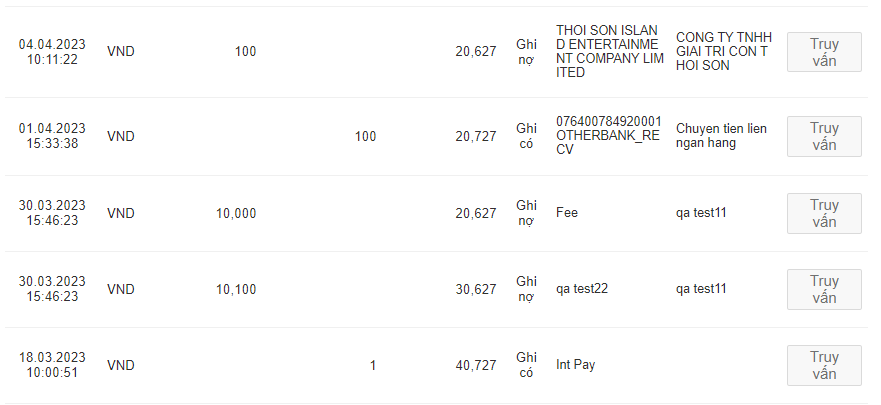 04.04.2023
10:11:22
VND
100
20,627
Ghi
nợ
THOI SON ISLAN
D ENTERTAINME
NT COMPANY LIM
ITED
CONG TY TNHH
GIAI TRI CON T
HOI SON
Truy
vấn
01.04.2023
15:33:38
VND
100
20,727
Ghi
có
076400784920001
OTHERBANK_RE
CV
Chuyen tien lien
ngan hang
Truy
vấn
30.03.2023
15:46:23
VND
10,000
20,627
Ghi
nợ
Fee
qa test11
Truy
vấn
30.03.2023
15:46:23
VND
10,100
30,627
Ghi
nợ
qa test22
qa test11
Truy
vấn
18.03.2023
10:00:51
VND
1
40,727
Ghi
có
Int Pay
Truy
vấn